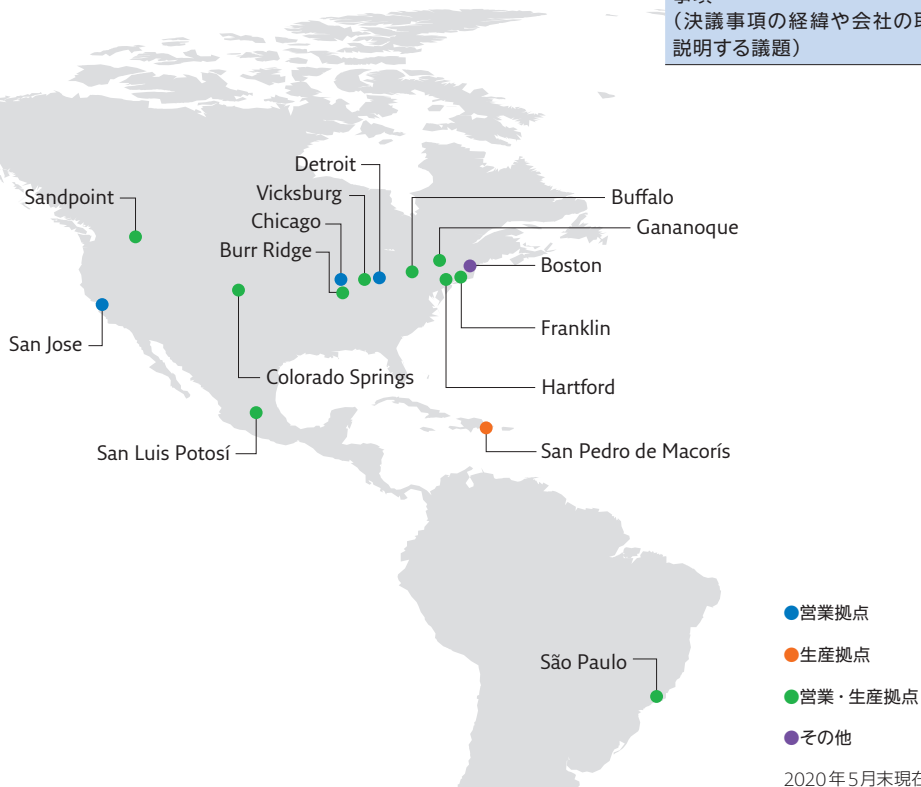 （決議事項の経緯や会社の
説明する議題）
Detroit
Vicksburg
Sandpoint
Buffalo
Chicago
Gananoque
Burr Ridge
Boston
Franklin
San Jose
Colorado Springs
Hartford
San Luis Potosí
San Pedro de Macorís
営業拠点
生産拠点
São Paulo
営業・生産拠点
その他
2020年5月末現在